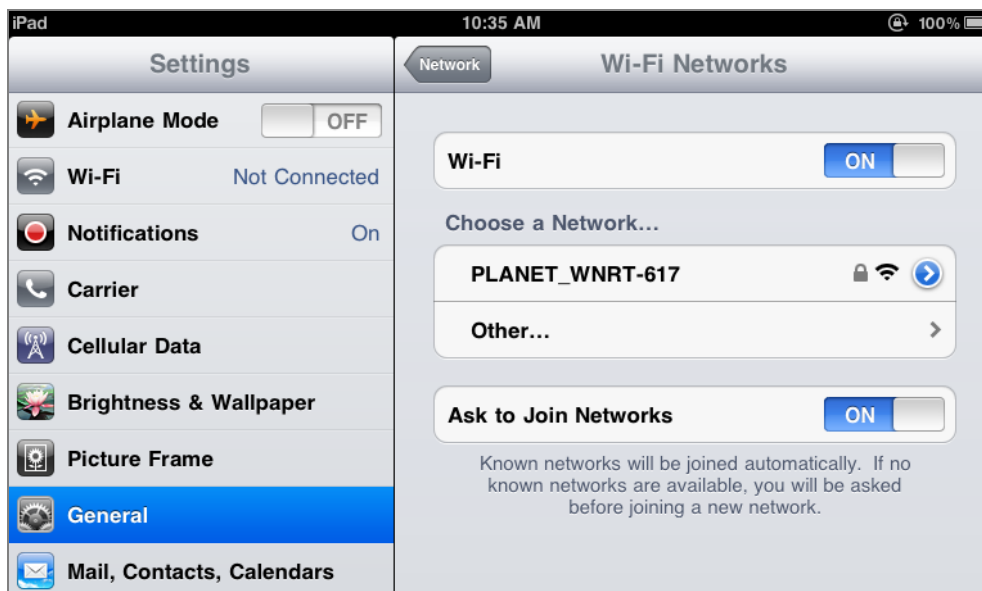 iPad 10:35 AM 100%
Settings
Airplane Mode OFF
Wi-Fi Not Connected
Notifications On
Carrier
Cellular Data
Brightness & Wallpaper
Picture Frame
General
Mail, Contacts, Calendars
Network Wi-Fi Networks
Wi-Fi ON
Choose a Network...
PLANET_WNRT-617
Other...
Ask to Join Networks ON
Known networks will be joined automatically. If no
known networks are available, you will be asked
before joining a new network.